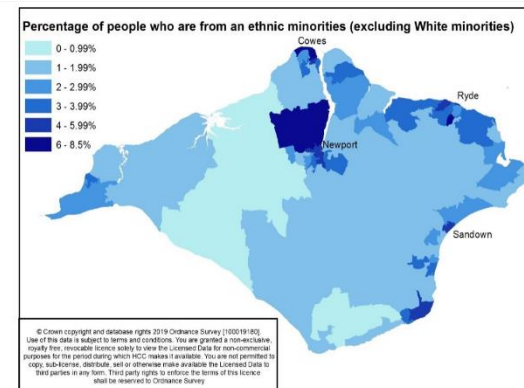 Percentage of people who are from an ethnic minorities (excluding White minorities)
Cowes
0 - 0.99%
1 - 1.99%
2 - 2.99%
3 - 3.99%
4 - 5.99%
6 - 8.5%
Ryde
Newport
Sandown
© Crown copyright and database rights 2019 Ordnance Survey [100019180].
Use of this data is subject to terms and conditions. You are granted a non-exclusive,
royalty free, revocable licence solely to view the Licensed Data for non-commercial
purposes for the period during which HCC makes it available. You are not permitted to
copy, sub-license, distribute, sell or otherwise make available the Licensed Data to
third parties in any form. Third party rights to enforce the terms of this licence
shall be reserved to Ordnance Survey